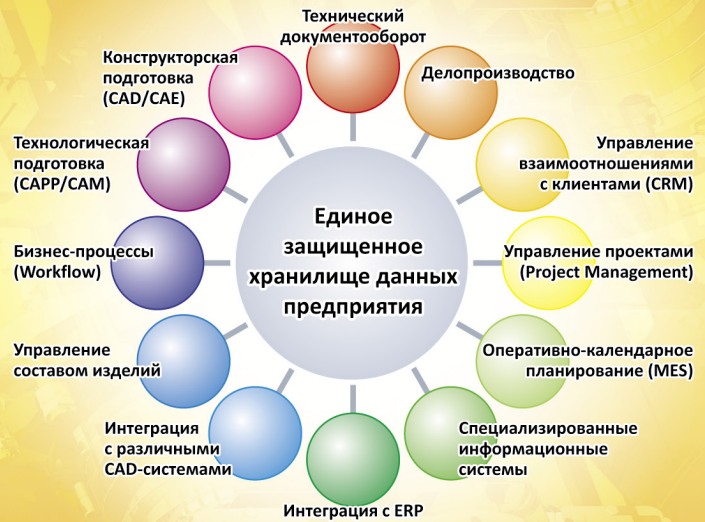 Технический
документооборот
Конструкторская
подготовка
(CAD/CAE)
Делопроизводство
Технологическая
подготовка
(CAPP/CAM)
Управление
взаимоотношениями
с клиентами (CRM)
Единое
защищенное
хранилище данных
предприятия
Бизнес-процессы
(Workflow)
Управление проектами
(Project Management)
Управление
составом изделий
Оперативно-календарное
планирование (MES)
Интеграция
с различными
CAD-системами
Специализированные
информационные
системы
Интеграция с ERP